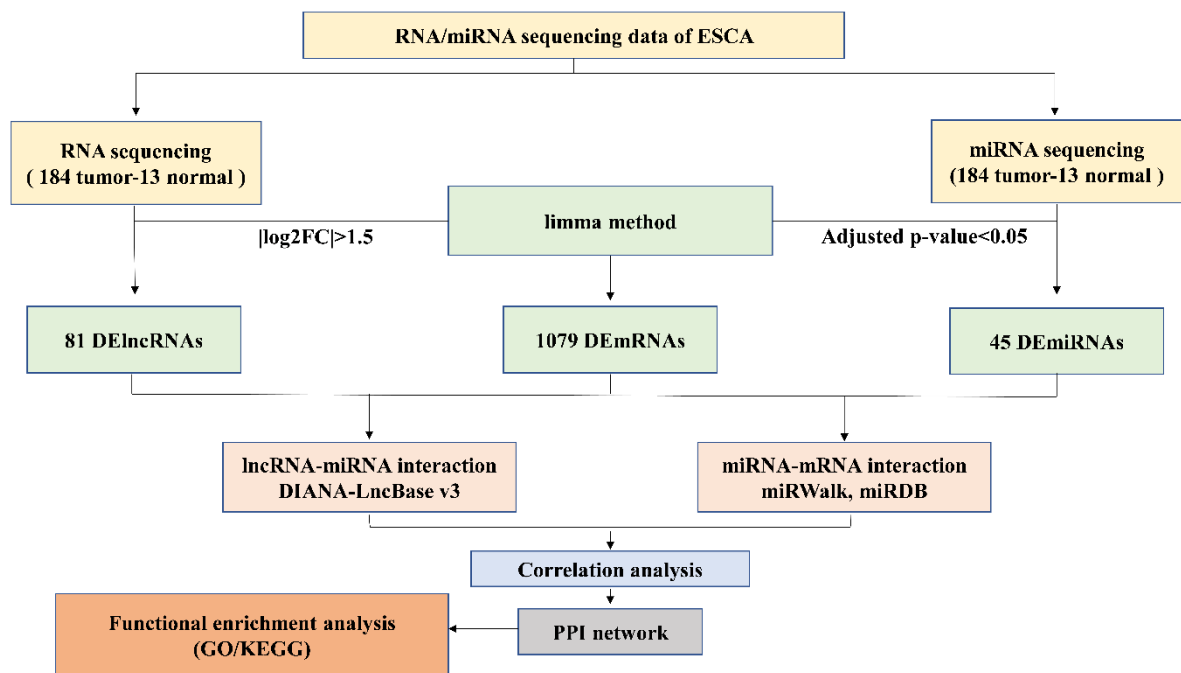 RNA/miRNA sequencing data of ESCA
RNA sequencing
( 184 tumor-13 normal )
miRNA sequencing
(184 tumor-13 normal )
limma method
|log2FC|>1.5
Adjusted p-value<0.05
81 DElncRNAs
1079 DEmRNAs
45 DEmiRNAs
lncRNA-miRNA interaction
DIANA-LncBase v3
miRNA-mRNA interaction
miRWalk, miRDB
Correlation analysis
Functional enrichment analysis
(GO/KEGG)
PPI network